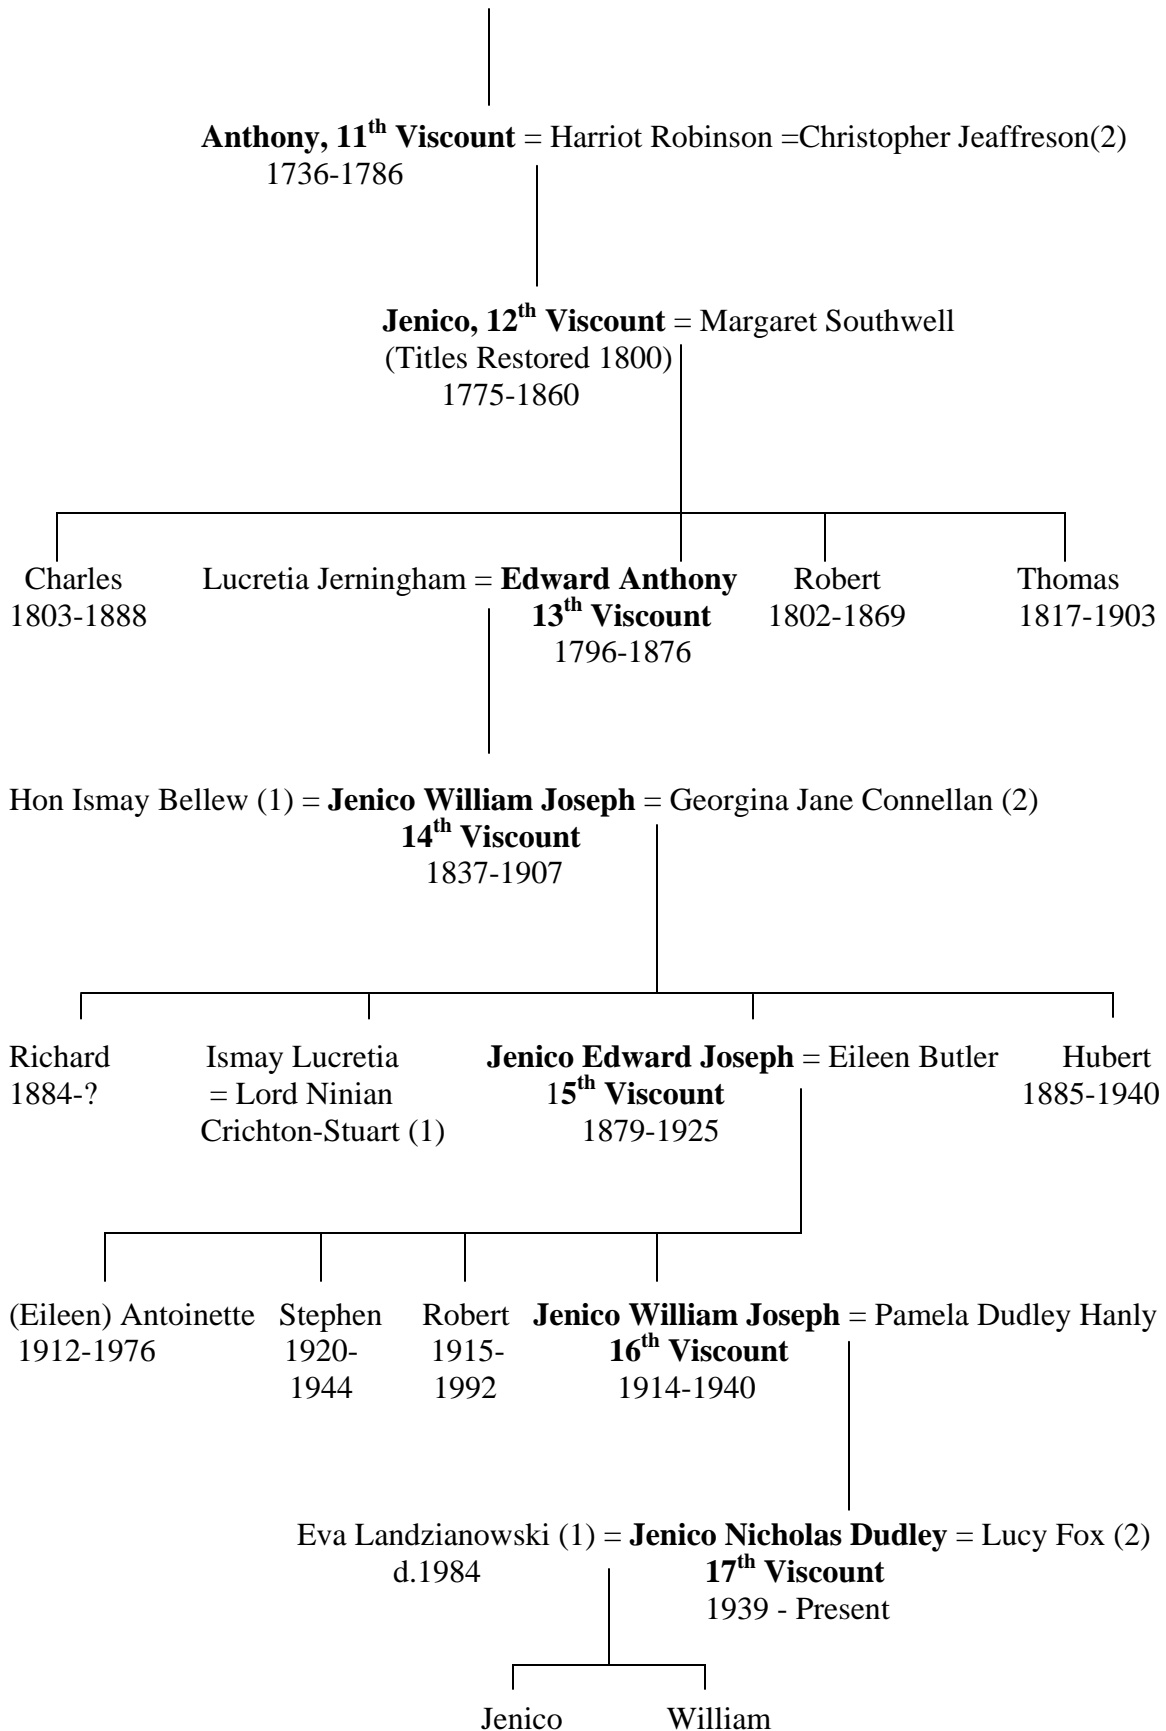 Anthony, 11th Viscount = Harriot Robinson =Christopher Jeaffreson(2)
1736-1786
Jenico, 12th Viscount = Margaret Southwell
(Titles Restored 1800)
1775-1860
Charles Lucretia Jerningham = Edward Anthony Robert Thomas
1803-1888 13th Viscount 1802-1869 1817-1903
1796-1876
Hon Ismay Bellew (1) = Jenico William Joseph = Georgina Jane Connellan (2)
14th Viscount
1837-1907
Richard Ismay Lucretia Jenico Edward Joseph = Eileen Butler Hubert
1884-? = Lord Ninian 15th Viscount 1885-1940
Crichton-Stuart (1) 1879-1925
(Eileen) Antoinette Stephen Robert Jenico William Joseph = Pamela Dudley Hanly
1912-1976 1920- 1915- 16th Viscount
1944 1992 1914-1940
Eva Landzianowski (1) = Jenico Nicholas Dudley = Lucy Fox (2)
d.1984 17th Viscount
1939 - Present
Jenico William